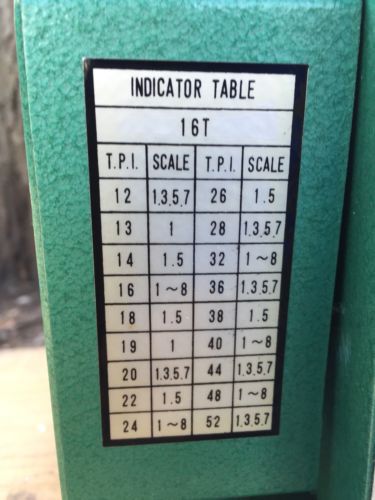 INDICATOR TABLE
16T
T.P.I. SCALE T.P.I. SCALE
12 1.3.5.7 26 1.5
13 1 28 1.3.5.7
14 1.5 32 1~8
16 1~8 36 1.3.5.7
18 1.5 38 1.5
19 1 40 1~8
20 1.3.5.7 44 1.3.5.7
22 1.5 48 1~8
24 1~8 52 1.3.5.7